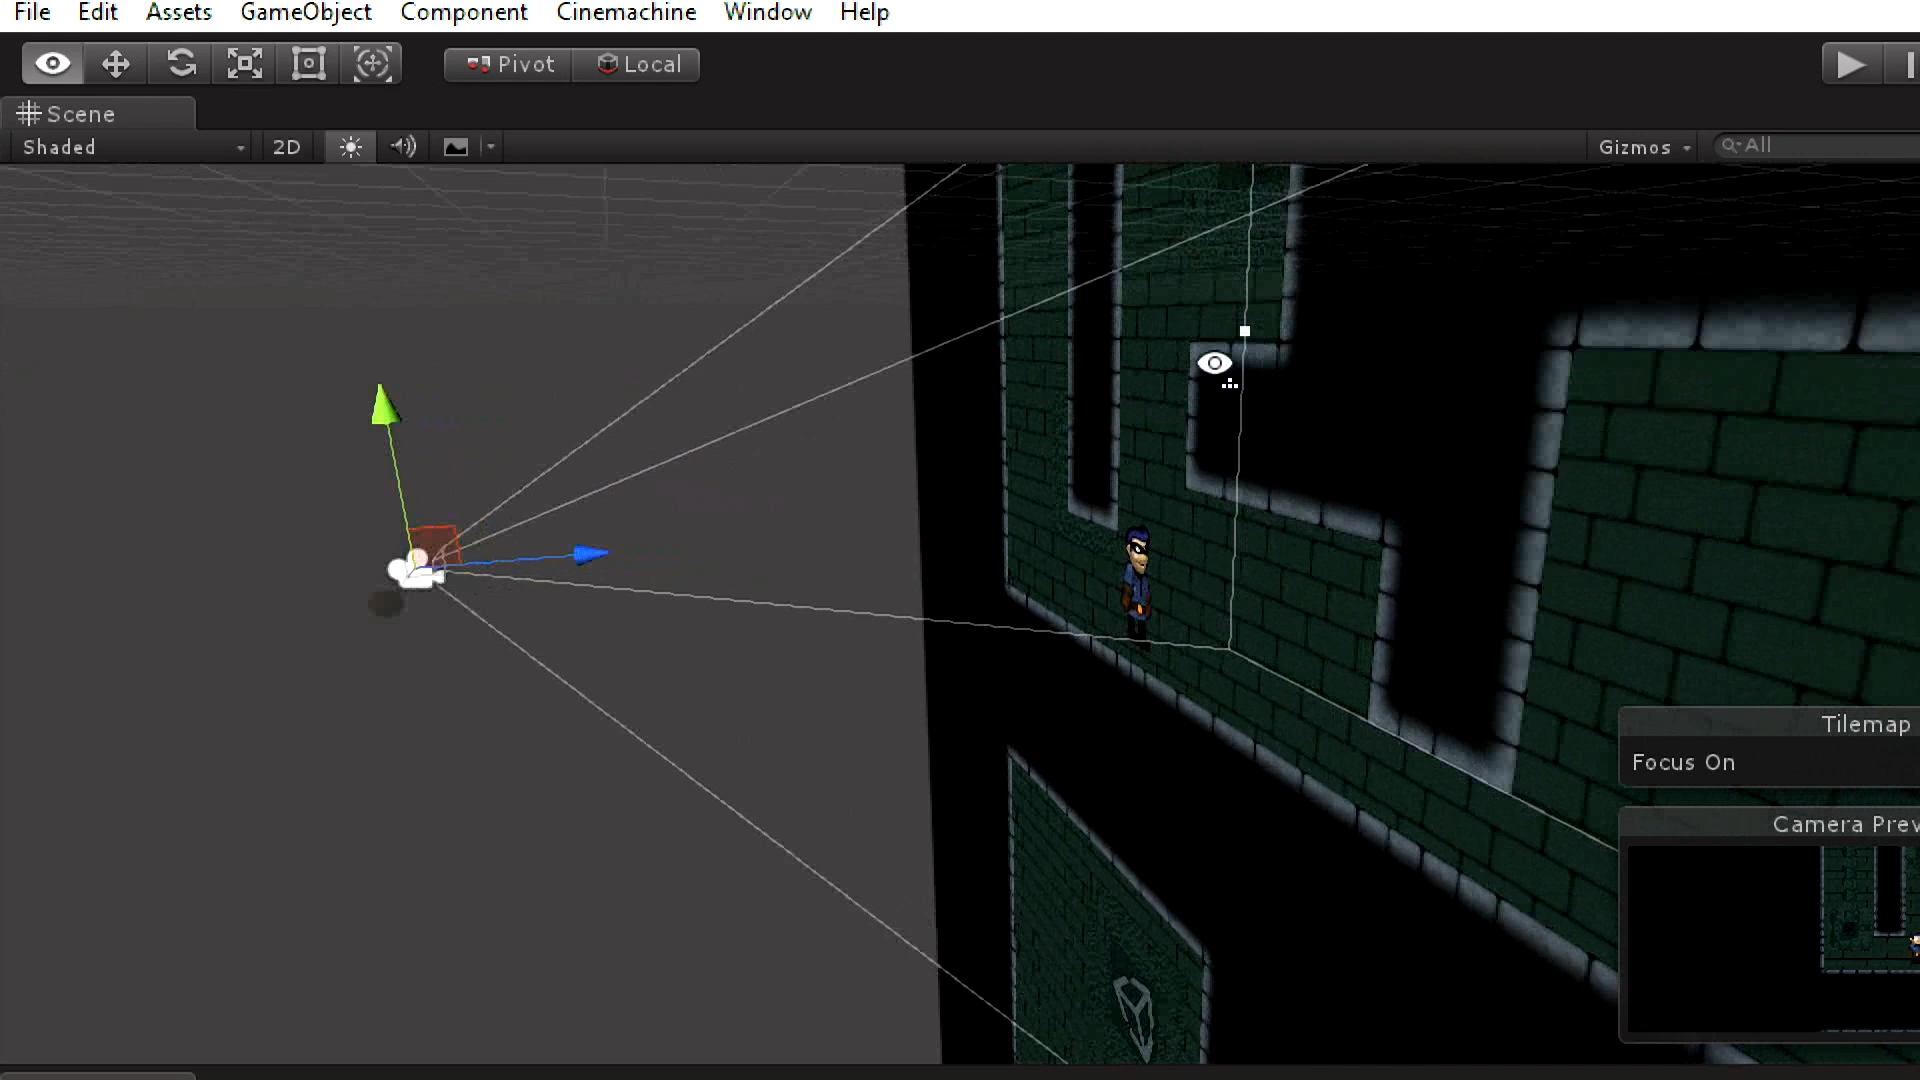 File Edit Assets GameObject Component Cinemachine Window Help
Pivot Local
Scene
Shaded 2D Gizmos All
Tilemap
Focus On
Camera Prev